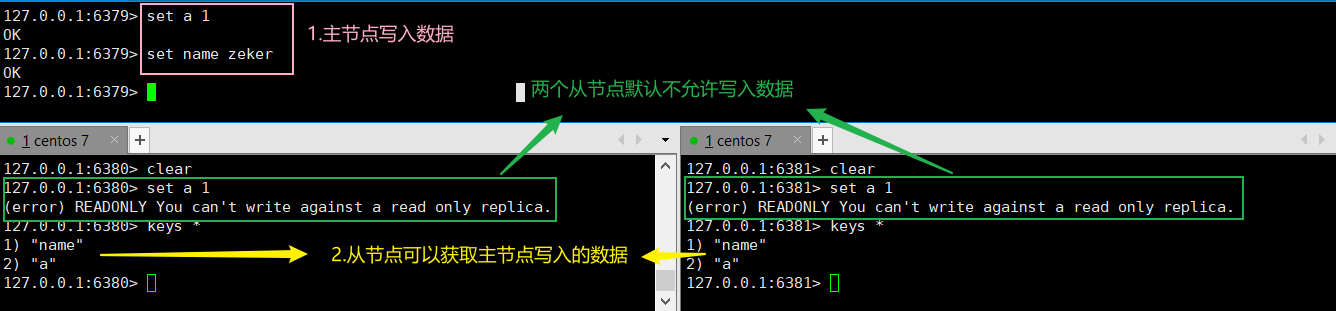 127.0.0.1:6379> set a 1
OK
127.0.0.1:6379> set name zeker
OK
127.0.0.1:6379>
1.主节点写入数据
两个从节点默认不允许写入数据
1 centos 7
127.0.0.1:6380> clear
127.0.0.1:6380> set a 1
(error) READONLY You can't write against a read only replica.
127.0.0.1:6380> keys *
1) "name"
2) "a"
127.0.0.1:6380>
2.从节点可以获取主节点写入的数据
1 centos 7
127.0.0.1:6381> clear
127.0.0.1:6381> set a 1
(error) READONLY You can't write against a read only replica.
127.0.0.1:6381> keys *
1) "name"
2) "a"
127.0.0.1:6381>